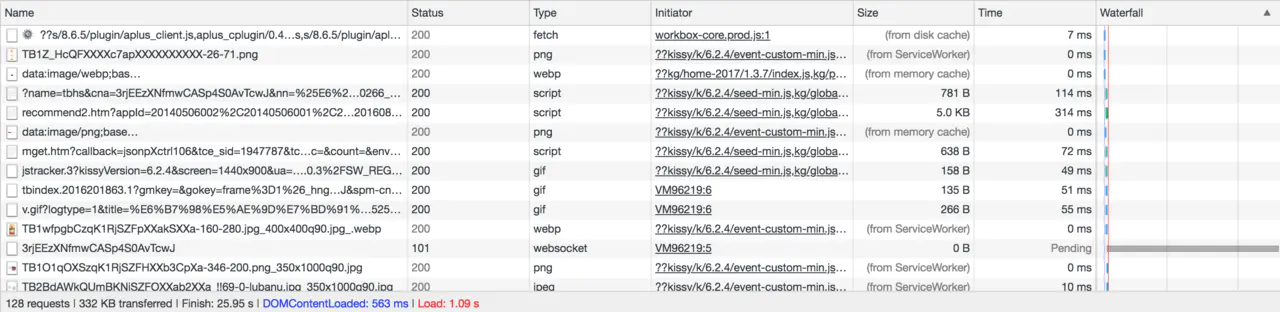 Name Status Type Initiator Size Time Waterfall
??s/8.6.5/plugin/aplus_client.js,aplus_cplugin/0.4…s,s/8.6.5/plugin/apl… 200 fetch workbox-core.prod.js:1 (from disk cache) 7 ms
TB1Z_HcQFXXXXc7apXXXXXXXXXX-26-71.png 200 png ??kissy/k/6.2.4/event-custom-min.js… (from ServiceWorker) 0 ms
data:image/webp;bas… 200 webp ??kg/home-2017/1.3.7/index.js,kg/p… (from memory cache) 0 ms
?name=tbhs&cna=3rjEEzXNfmwCASp4S0AvTcwJ&nn=%25E6%2…0266_… 200 script ??kissy/k/6.2.4/seed-min.js,kg/globa… 781 B 114 ms
recommend2.htm?appId=20140506002%2C20140506001%2C2…201608… 200 script ??kissy/k/6.2.4/seed-min.js,kg/globa… 5.0 KB 314 ms
data:image/png;base… 200 png ??kissy/k/6.2.4/event-custom-min.js… (from memory cache) 0 ms
mget.htm?callback=jsonpXctrl106&tce_sid=1947787&tc…c=&count=&env… 200 script ??kissy/k/6.2.4/seed-min.js,kg/globa… 638 B 72 ms
jstracker.3?kissyVersion=6.2.4&screen=1440x900&ua=….0.3%2FSW_REG… 200 gif ??kissy/k/6.2.4/seed-min.js,kg/globa… 158 B 49 ms
tbindex.2016201863.1?gmkey=&gokey=frame%3D1%26_hng…J&spm-cn… 200 gif VM96219:6 135 B 51 ms
v.gif?logtype=1&title=%E6%B7%98%E5%AE%9D%E7%BD%91%…525… 200 gif VM96219:6 266 B 55 ms
TB1wfpgbCzqK1RjSZFpXXakSXXa-160-280.jpg_400x400q90.jpg_.webp 200 webp ??kissy/k/6.2.4/event-custom-min.js… (from ServiceWorker) 0 ms
3rjEEzXNfmwCASp4S0AvTcwJ 101 websocket VM96219:5 0 B Pending
TB1O1qOXSzqK1RjSZFHXXb3CpXa-346-200.png_350x1000q90.jpg 200 png ??kissy/k/6.2.4/event-custom-min.js… (from ServiceWorker) 0 ms
TB2BdAWkQUmBKNjSZFOXXab2XXa_!!69-0-lubanu.jpg_350x1000q90.jpg 200 jpeg ??kissy/k/6.2.4/event-custom-min.js… (from ServiceWorker) 10 ms
128 requests | 332 KB transferred | Finish: 25.95 s | DOMContentLoaded: 563 ms | Load: 1.09 s